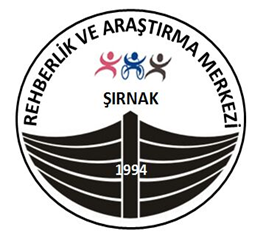 REHBERLİK VE ARAŞTIRMA MERKEZİ
ŞIRNAK
1994